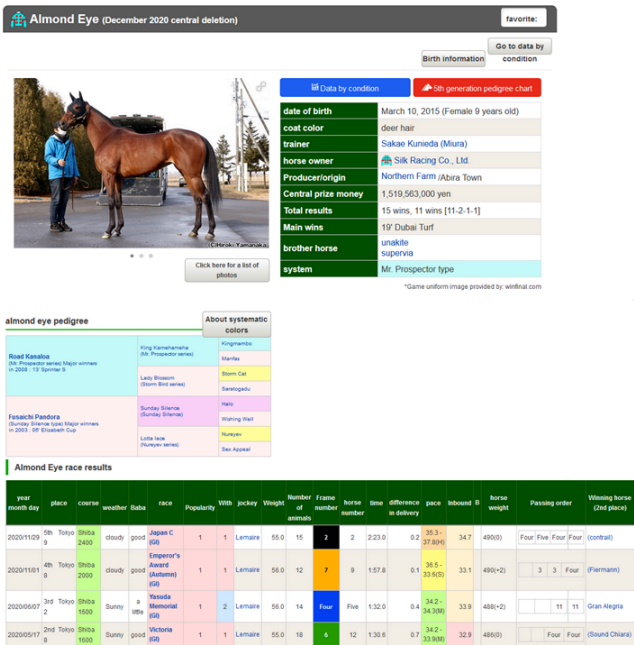 Almond Eye (December 2020 central deletion)
favorite:
Birth information
Go to data by
condition
Data by condition
5th generation pedigree chart
date of birth March 10, 2015 (Female 9 years old)
coat color deer hair
trainer Sakae Kunieda (Miura)
horse owner Silk Racing Co., Ltd.
Producer/origin Northern Farm /Abira Town
Central prize money 1,519,563,000 yen
Total results 15 wins, 11 wins [11-2-1-1]
Main wins 19' Dubai Turf
brother horse unakite
supervia
system Mr. Prospector type
(C)Hiroki Yamanaka
Click here for a list of
photos
*Game uniform image provided by: winfinal.com
almond eye pedigree
About systematic
colors
Road Kanaloa
(Mr. Prospector series) Major winners
in 2008 : 13' Sprinter S
King Kamehameha
(Mr. Prospector series)
Kingmambo
Manfas
Lady Blossom
(Storm Bird series)
Storm Cat
Saratogadu
Fusaichi Pandora
(Sunday Silence type) Major winners
in 2003 : 06' Elizabeth Cup
Sunday Silence
(Sunday Silence)
Halo
Wishing Well
Lotta lace
(Nureyev series)
Nureyev
Sex Appeal
Almond Eye race results
year month day place course weather Baba race Popularity With jockey Weight Number of animals Frame number horse number time difference in delivery pace Inbound B horse weight Passing order Winning horse (2nd place)
2020/11/29 5th Tokyo 9 Shiba 2400 cloudy good Japan C (GI) 1 1 Lemaire 55.0 15 2 2 2:23.0 0.2 35.3-37.8(H) 34.7 490(0) Four Five Four Four (contrail)
2020/11/01 4th Tokyo 8 Shiba 2000 cloudy good Emperor's Award (Autumn) (GI) 1 1 Lemaire 56.0 12 7 9 1:57.8 0.1 36.5-33.6(S) 33.1 490(+2) 3 3 Four (Fiermann)
2020/06/07 3rd Tokyo 2 Shiba 1600 Sunny a little Yasuda Memorial (GI) 1 2 Lemaire 56.0 14 Four Five 1:32.0 0.4 34.2-34.3(M) 33.9 488(+2) 11 11 Gran Alegria
2020/05/17 2nd Tokyo 8 Shiba 1600 Sunny good Victoria (GI) 1 1 Lemaire 55.0 18 6 12 1:30.6 0.7 34.2-33.9(M) 32.9 486(0) Four Four (Sound Chiara)